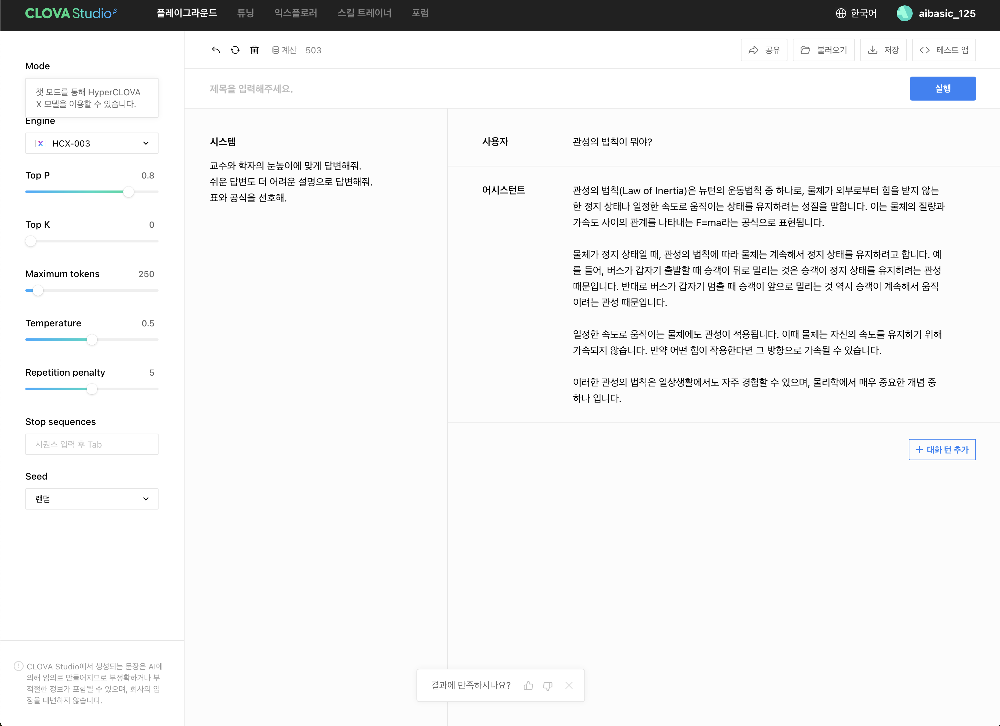 CLOVA Studio β
플레이그라운드
튜닝
익스플로러
스킬 트레이너
포럼
한국어
aibasic_125
Mode
챗 모드를 통해 HyperCLOVA
X 모델을 이용할 수 있습니다.
Engine
HCX-003
Top P 0.8
Top K 0
Maximum tokens 250
Temperature 0.5
Repetition penalty 5
Stop sequences
시퀀스 입력 후 Tab
Seed
랜덤
CLOVA Studio에서 생성되는 문장은 AI에
의해 임의로 만들어지므로 부정확하거나 부
적절한 정보가 포함될 수 있으며, 회사의 입
장을 대변하지 않습니다.
계산 503
공유
불러오기
저장
테스트 앱
제목을 입력해주세요.
실행
시스템
교수와 학자의 눈높이에 맞게 답변해줘.
쉬운 답변도 더 어려운 설명으로 답변해줘.
표와 공식을 선호해.
사용자
관성의 법칙이 뭐야?
어시스턴트
관성의 법칙(Law of Inertia)은 뉴턴의 운동법칙 중 하나로, 물체가 외부로부터 힘을 받지 않는
한 정지 상태나 일정한 속도로 움직이는 상태를 유지하려는 성질을 말합니다. 이는 물체의 질량과
가속도 사이의 관계를 나타내는 F=ma라는 공식으로 표현됩니다.
물체가 정지 상태일 때, 관성의 법칙에 따라 물체는 계속해서 정지 상태를 유지하려고 합니다. 예
를 들어, 버스가 갑자기 출발할 때 승객이 뒤로 밀리는 것은 승객이 정지 상태를 유지하려는 관성
때문입니다. 반대로 버스가 갑자기 멈출 때 승객이 앞으로 밀리는 것 역시 승객이 계속해서 움직
이려는 관성 때문입니다.
일정한 속도로 움직이는 물체에도 관성이 적용됩니다. 이때 물체는 자신의 속도를 유지하기 위해
가속되지 않습니다. 만약 어떤 힘이 작용한다면 그 방향으로 가속될 수 있습니다.
이러한 관성의 법칙은 일상생활에서도 자주 경험할 수 있으며, 물리학에서 매우 중요한 개념 중
하나 입니다.
+ 대화 턴 추가
결과에 만족하시나요?